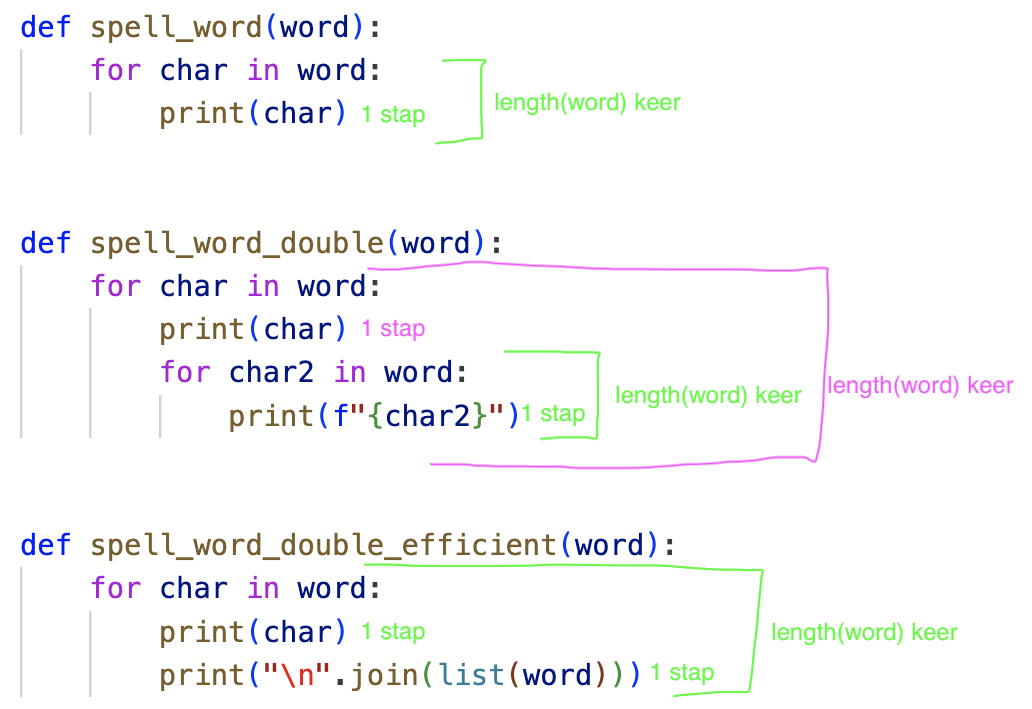 def spell_word(word):
for char in word:
print(char) 1 stap
length(word) keer
def spell_word_double(word):
for char in word:
print(char) 1 stap
for char2 in word:
print(f"{char2}") 1 stap
length(word) keer
length(word) keer
def spell_word_double_efficient(word):
for char in word:
print(char) 1 stap
length(word) keer
print("\n".join(list(word))) 1 stap